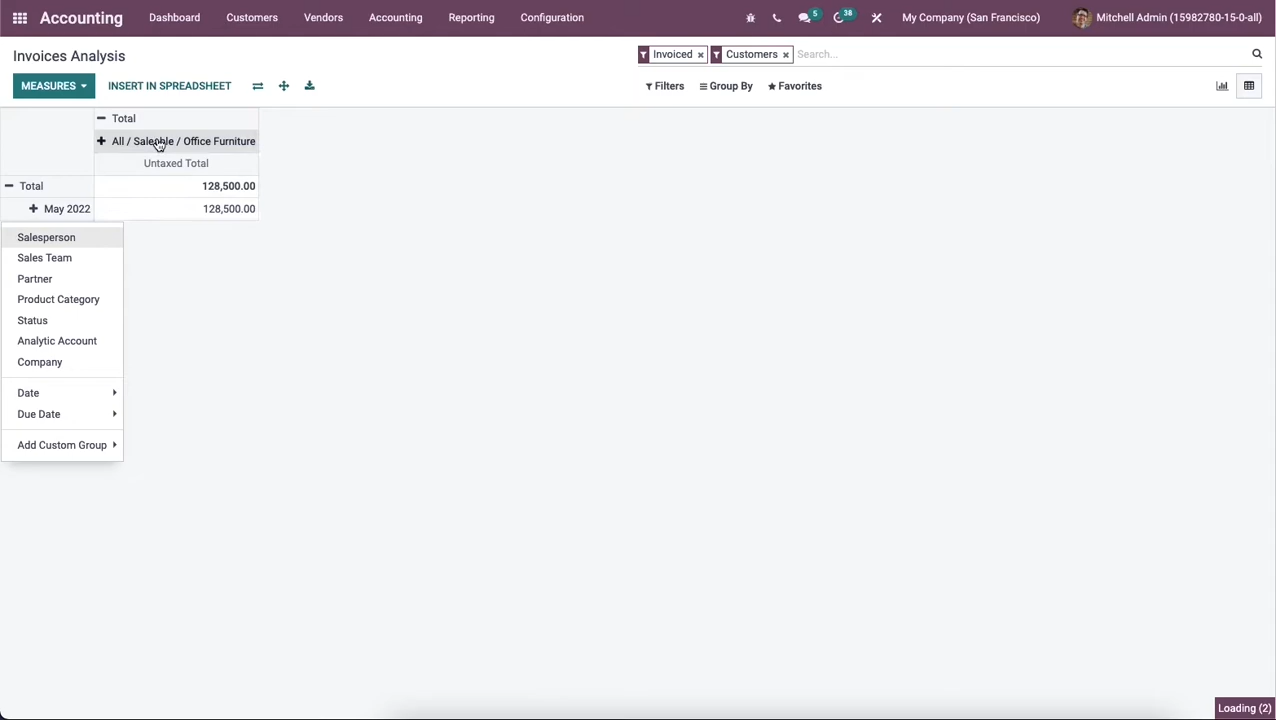 Accounting
Dashboard
Customers
Vendors
Accounting
Reporting
Configuration
5
38
My Company (San Francisco)
Mitchell Admin (15982780-15-0-all)
Invoices Analysis
Invoiced
Customers
Search...
MEASURES
INSERT IN SPREADSHEET
Filters
Group By
Favorites
Total
All / Saleable / Office Furniture
Untaxed Total
Total
128,500.00
May 2022
128,500.00
Salesperson
Sales Team
Partner
Product Category
Status
Analytic Account
Company
Date
Due Date
Add Custom Group
Loading (2)